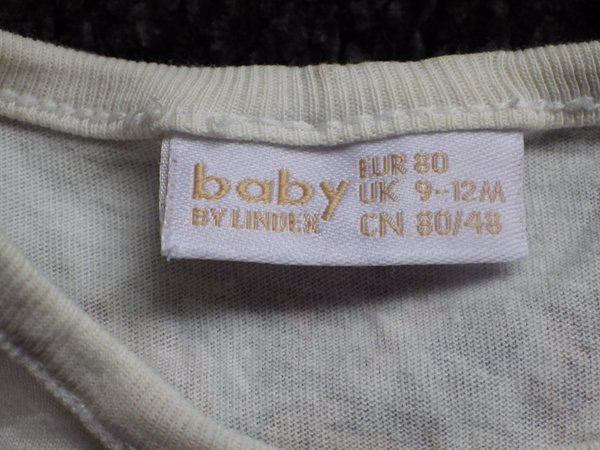 baby
BY LINDEX
EUR 80
UK 9-12M
CN 80/48